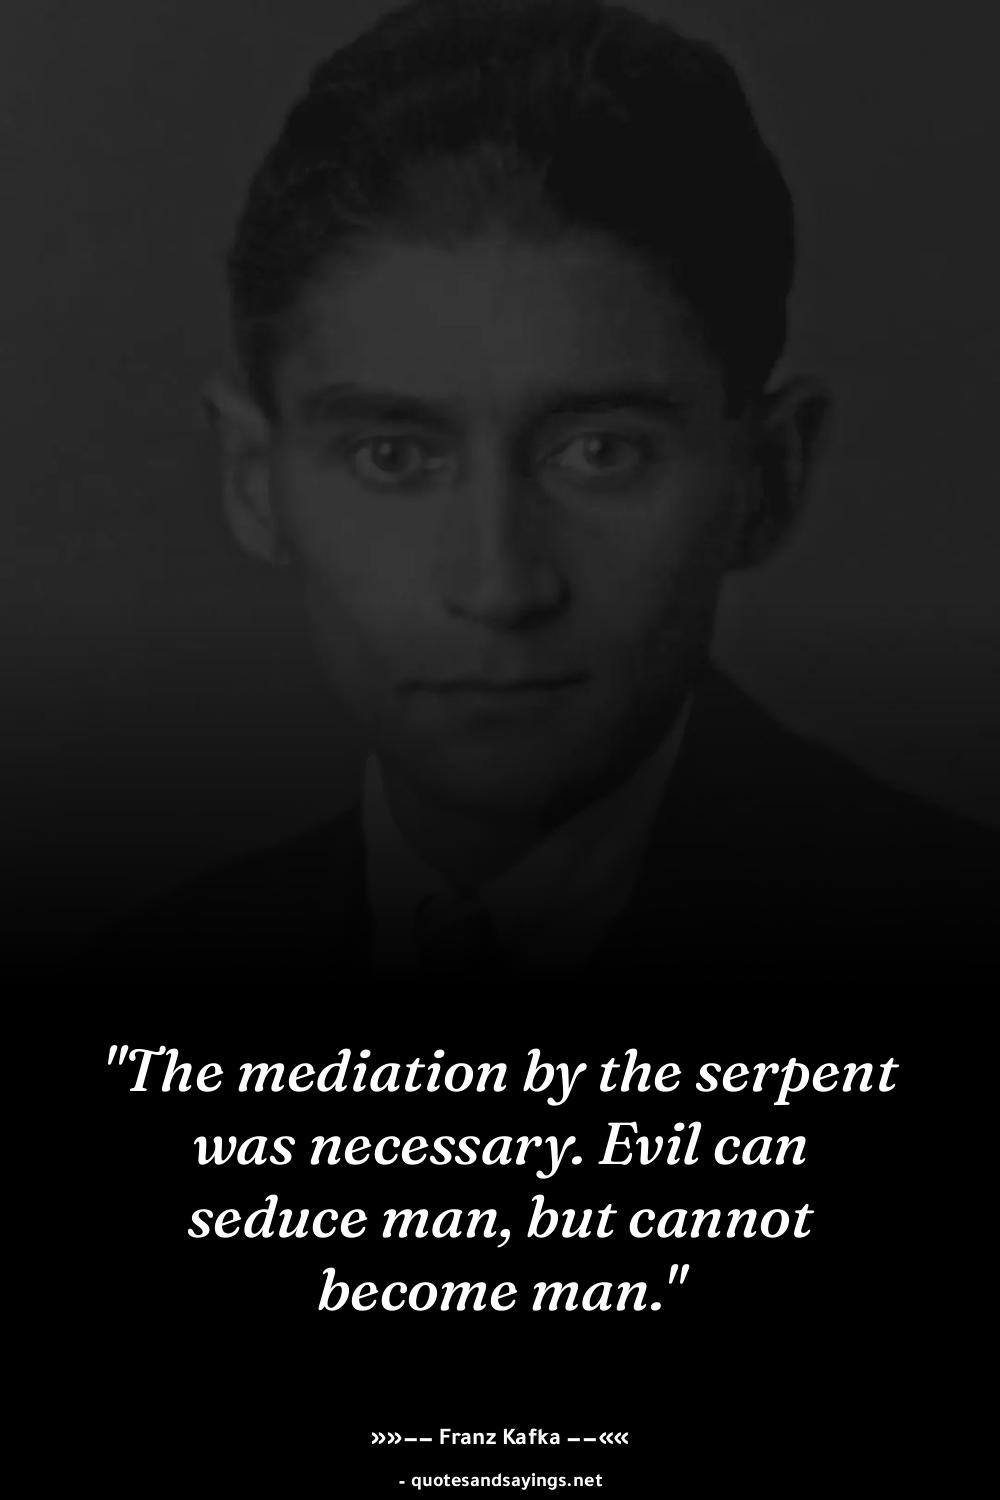 "The mediation by the serpent
was necessary. Evil can
seduce man, but cannot
become man."
»»−− Franz Kafka −−««
- quotesandsayings.net